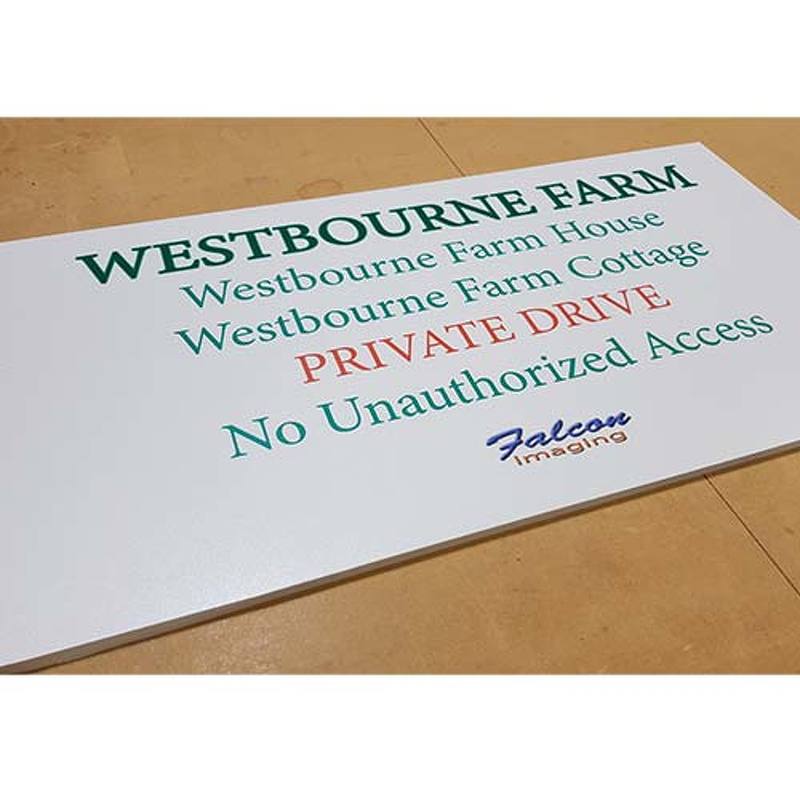 WESTBOURNE FARM
Westbourne Farm House
Westbourne Farm Cottage
PRIVATE DRIVE
No Unauthorized Access
Falcon
Imaging